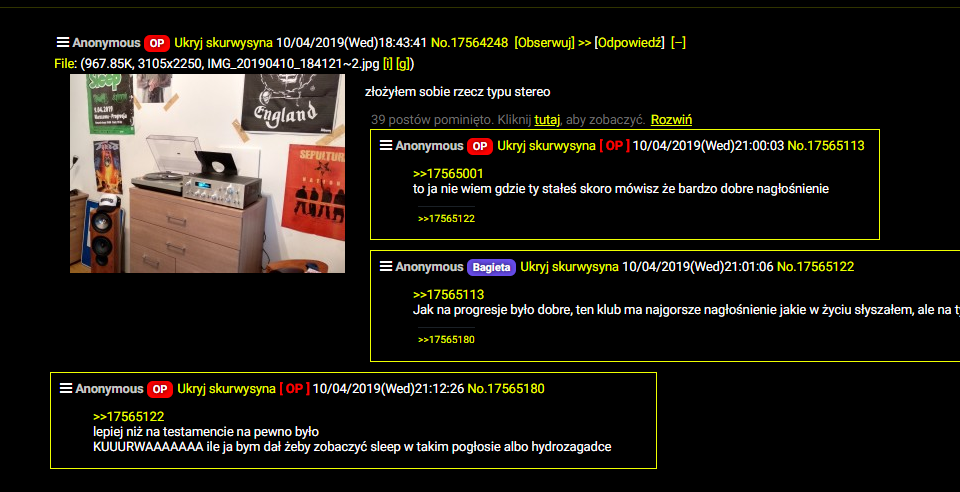 Anonymous OP Ukryj skurwysyna 10/04/2019(Wed)18:43:41 No.17564248 [Obserwuj] >> [Odpowiedź] [–]
File: (967.85K, 3105x2250, IMG_20190410_184121~2.jpg [i] [g])
Sleep
England
SEPULTURA
złożyłem sobie rzecz typu stereo
39 postów pominięto. Kliknij tutaj, aby zobaczyć. Rozwiń
Anonymous OP Ukryj skurwysyna [ OP ] 10/04/2019(Wed)21:00:03 No.17565113
>>17565001
to ja nie wiem gdzie ty stałeś skoro mówisz że bardzo dobre nagłośnienie
>>17565122
Anonymous Bagieta Ukryj skurwysyna 10/04/2019(Wed)21:01:06 No.17565122
>>17565113
Jak na progresje było dobre, ten klub ma najgorsze nagłośnienie jakie w życiu słyszałem, ale na
>>17565180
Anonymous OP Ukryj skurwysyna [ OP ] 10/04/2019(Wed)21:12:26 No.17565180
>>17565122
lepiej niż na testamencie na pewno było
KUUURWAAAAAAA ile ja bym dał żeby zobaczyć sleep w takim pogłosie albo hydrozagadce